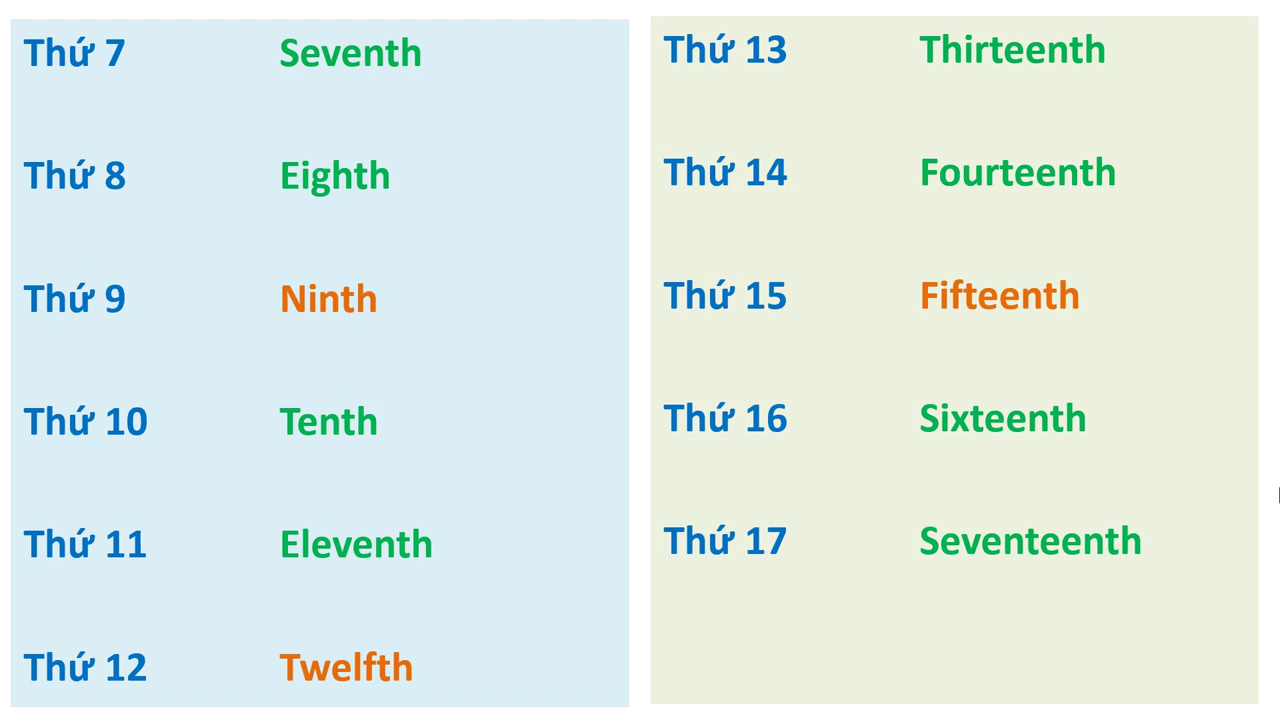 Thứ 7 Seventh
Thứ 8 Eighth
Thứ 9 Ninth
Thứ 10 Tenth
Thứ 11 Eleventh
Thứ 12 Twelfth
Thứ 13 Thirteenth
Thứ 14 Fourteenth
Thứ 15 Fifteenth
Thứ 16 Sixteenth
Thứ 17 Seventeenth